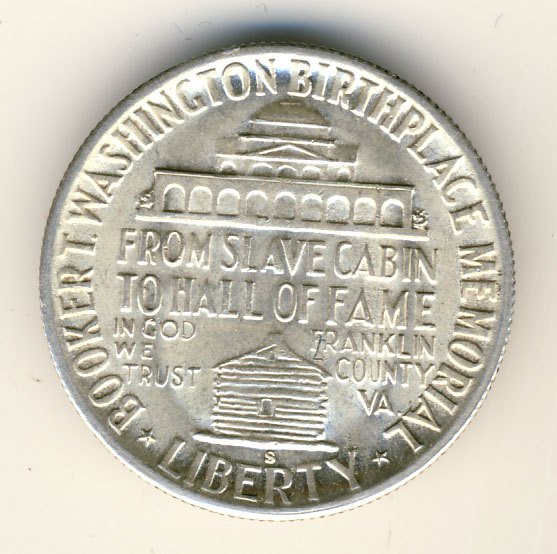 BOOKER T. WASHINGTON BIRTHPLACE MEMORIAL
FROM SLAVE CABIN
TO HALL OF FAME
IN GOD
WE
TRUST
FRANKLIN
COUNTY
VA.
S
★ LIBERTY ★